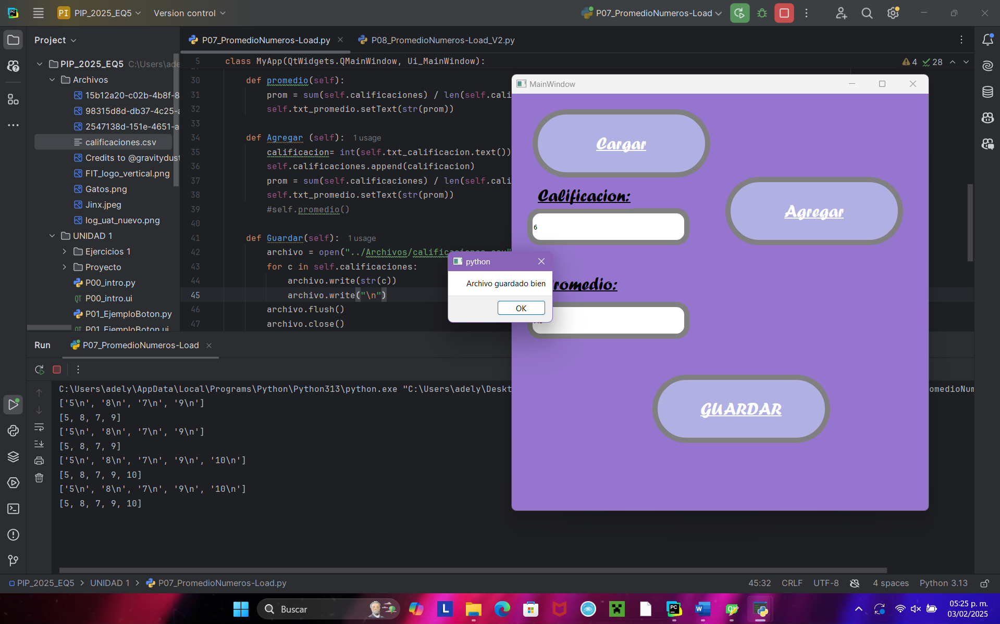 PI PIP_2025_EQ5 Version control P07_PromedioNumeros-Load
Project P07_PromedioNumeros-Load.py P08_PromedioNumeros-Load_V2.py
PIP_2025_EQ5 C:\Users\ade
Archivos
15b12a20-c02b-4b8f-8
98315d8d-db37-4c25-a
2547138d-151e-4651-a
calificaciones.csv
Credits to @gravitydust
FIT_logo_vertical.png
Gatos.png
Jinx.jpeg
log_uat_nuevo.png
UNIDAD 1
Ejercicios 1
Proyecto
P00_intro.py
P00_intro.ui
P01_EjemploBoton.py
P01_EjemploBoton.ui
5 class MyApp(QtWidgets.QMainWindow, Ui_MainWindow): 4 28
30 def promedio(self):
31 prom = sum(self.calificaciones) / len(self.cali
32 self.txt_promedio.setText(str(prom))
33
34 def Agregar (self): 1 usage
35 calificacion= int(self.txt_calificacion.text())
36 self.calificaciones.append(calificacion)
37 prom = sum(self.calificaciones) / len(self.cali
38 self.txt_promedio.setText(str(prom))
39 #self.promedio()
40
41 def Guardar(self): 1 usage
42 archivo = open("../Archivos/calificaciones.csv"
43 for c in self.calificaciones:
44 archivo.write(str(c))
45 archivo.write("\n")
46 archivo.flush()
47 archivo.close()
MainWindow
Cargar
Calificacion:
6
Agregar
Promedio:
GUARDAR
python
Archivo guardado bien
OK
Run P07_PromedioNumeros-Load
C:\Users\adely\AppData\Local\Programs\Python\Python313\python.exe "C:\Users\adely\Deskt omedioNum
['5\n', '8\n', '7\n', '9\n']
[5, 8, 7, 9]
['5\n', '8\n', '7\n', '9\n']
[5, 8, 7, 9]
['5\n', '8\n', '7\n', '9\n', '10\n']
[5, 8, 7, 9, 10]
['5\n', '8\n', '7\n', '9\n', '10\n']
[5, 8, 7, 9, 10]
PIP_2025_EQ5 > UNIDAD 1 > P07_PromedioNumeros-Load.py 45:32 CRLF UTF-8 4 spaces Python 3.13
Buscar
05:25 p. m.
03/02/2025